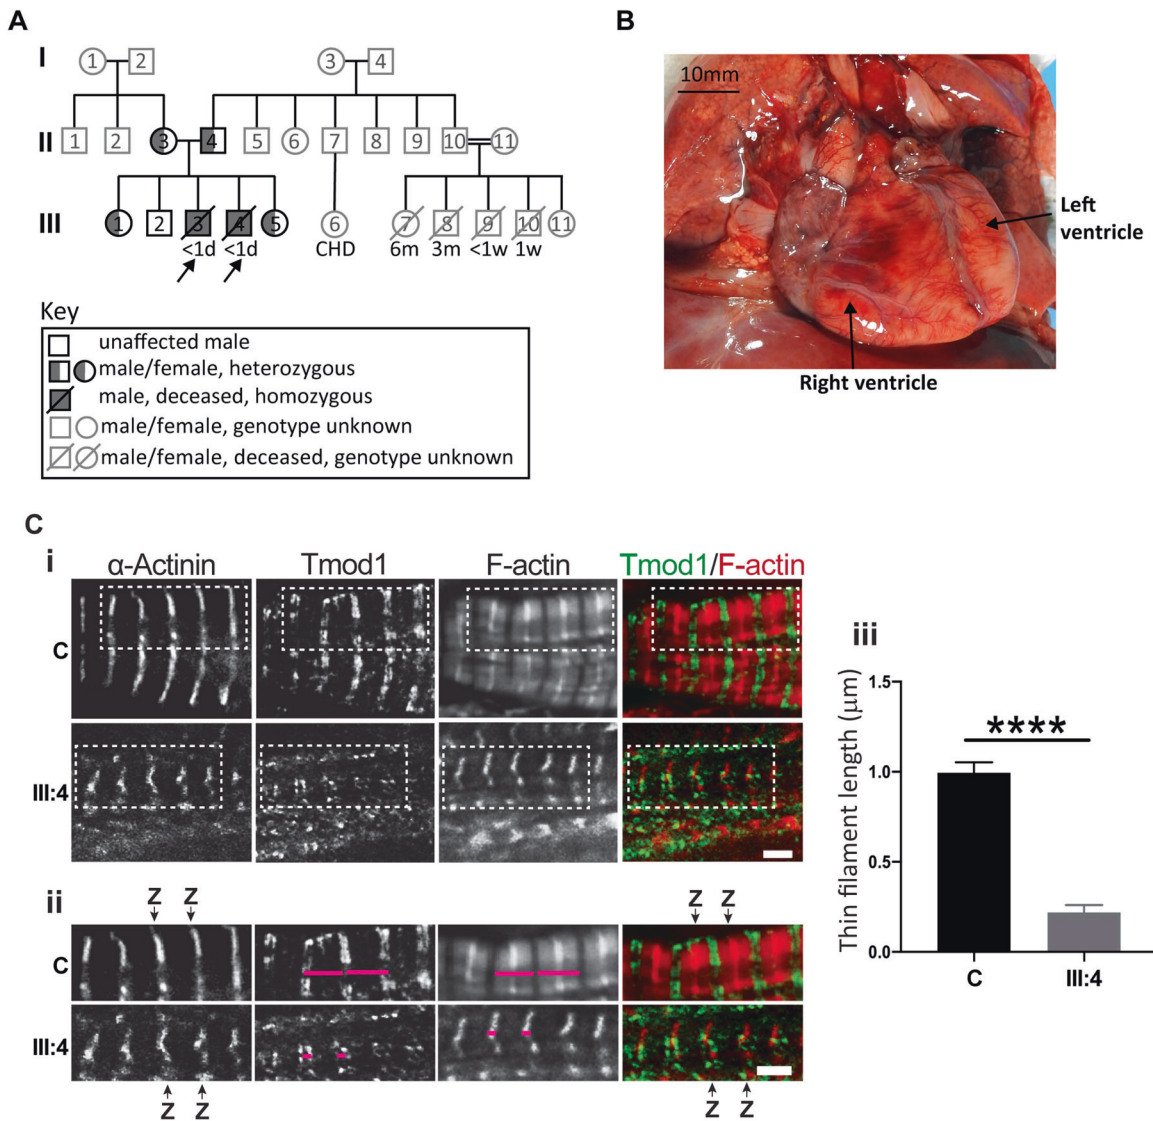 A
I
1
2
3
4
II
1
2
3
4
5
6
7
8
9
10
11
III
1
2
3
4
5
6
7
8
9
10
11
<1d
<1d
CHD
6m
3m
<1w
1w
Key
unaffected male
male/female, heterozygous
male, deceased, homozygous
male/female, genotype unknown
male/female, deceased, genotype unknown
B
10mm
Left
ventricle
Right ventricle
C
i
α-Actinin
Tmod1
F-actin
Tmod1/F-actin
C
III:4
ii
Z Z
Z Z
C
III:4
Z Z
Z Z
iii
Thin filament length (μm)
1.5
1.0
0.5
0.0
****
C
III:4